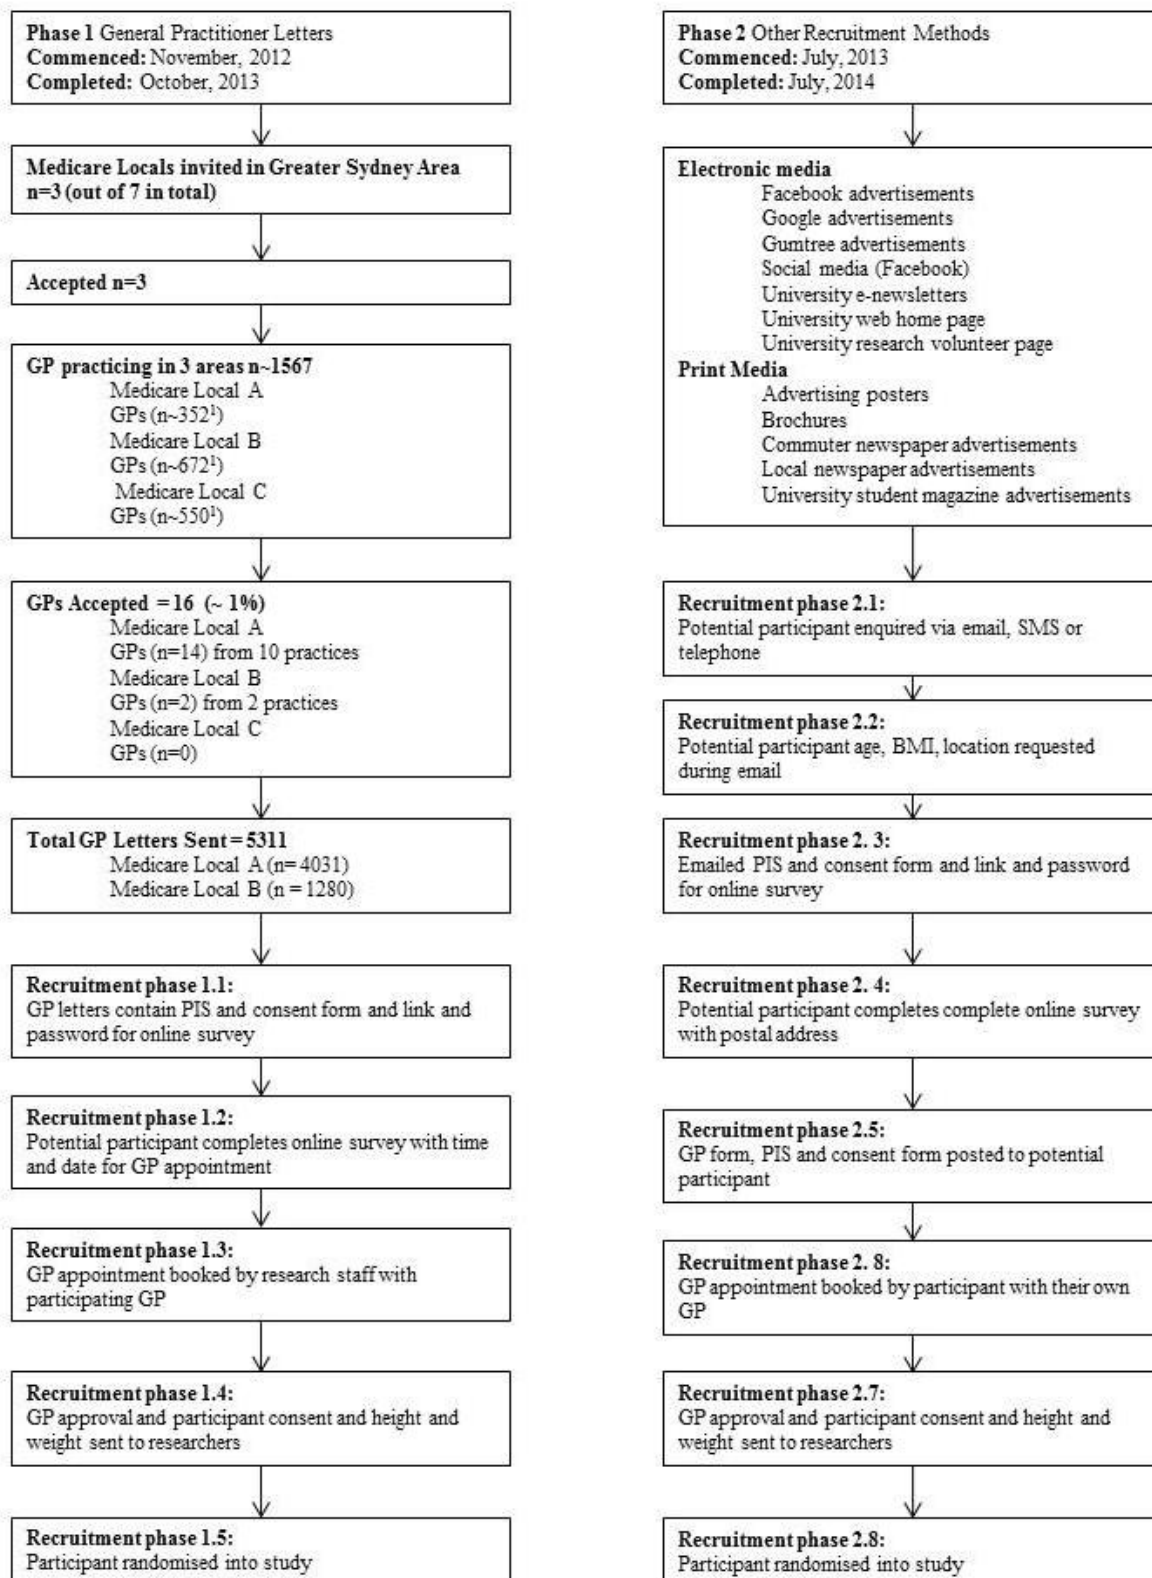 Phase 1 General Practitioner Letters
Commenced: November, 2012
Completed: October, 2013
Medicare Locals invited in Greater Sydney Area
n=3 (out of 7 in total)
Accepted n=3
GP practicing in 3 areas n~1567
Medicare Local A
GPs (n~352¹)
Medicare Local B
GPs (n~672¹)
Medicare Local C
GPs (n~550¹)
GPs Accepted = 16 (~ 1%)
Medicare Local A
GPs (n=14) from 10 practices
Medicare Local B
GPs (n=2) from 2 practices
Medicare Local C
GPs (n=0)
Total GP Letters Sent = 5311
Medicare Local A (n= 4031)
Medicare Local B (n = 1280)
Recruitment phase 1.1:
GP letters contain PIS and consent form and link and
password for online survey
Recruitment phase 1.2:
Potential participant completes online survey with time
and date for GP appointment
Recruitment phase 1.3:
GP appointment booked by research staff with
participating GP
Recruitment phase 1.4:
GP approval and participant consent and height and
weight sent to researchers
Recruitment phase 1.5:
Participant randomised into study
Phase 2 Other Recruitment Methods
Commenced: July, 2013
Completed: July, 2014
Electronic media
Facebook advertisements
Google advertisements
Gumtree advertisements
Social media (Facebook)
University e-newsletters
University web home page
University research volunteer page
Print Media
Advertising posters
Brochures
Commuter newspaper advertisements
Local newspaper advertisements
University student magazine advertisements
Recruitment phase 2.1:
Potential participant enquired via email, SMS or
telephone
Recruitment phase 2.2:
Potential participant age, BMI, location requested
during email
Recruitment phase 2. 3:
Emailed PIS and consent form and link and password
for online survey
Recruitment phase 2. 4:
Potential participant completes complete online survey
with postal address
Recruitment phase 2.5:
GP form, PIS and consent form posted to potential
participant
Recruitment phase 2. 8:
GP appointment booked by participant with their own
GP
Recruitment phase 2.7:
GP approval and participant consent and height and
weight sent to researchers
Recruitment phase 2.8:
Participant randomised into study